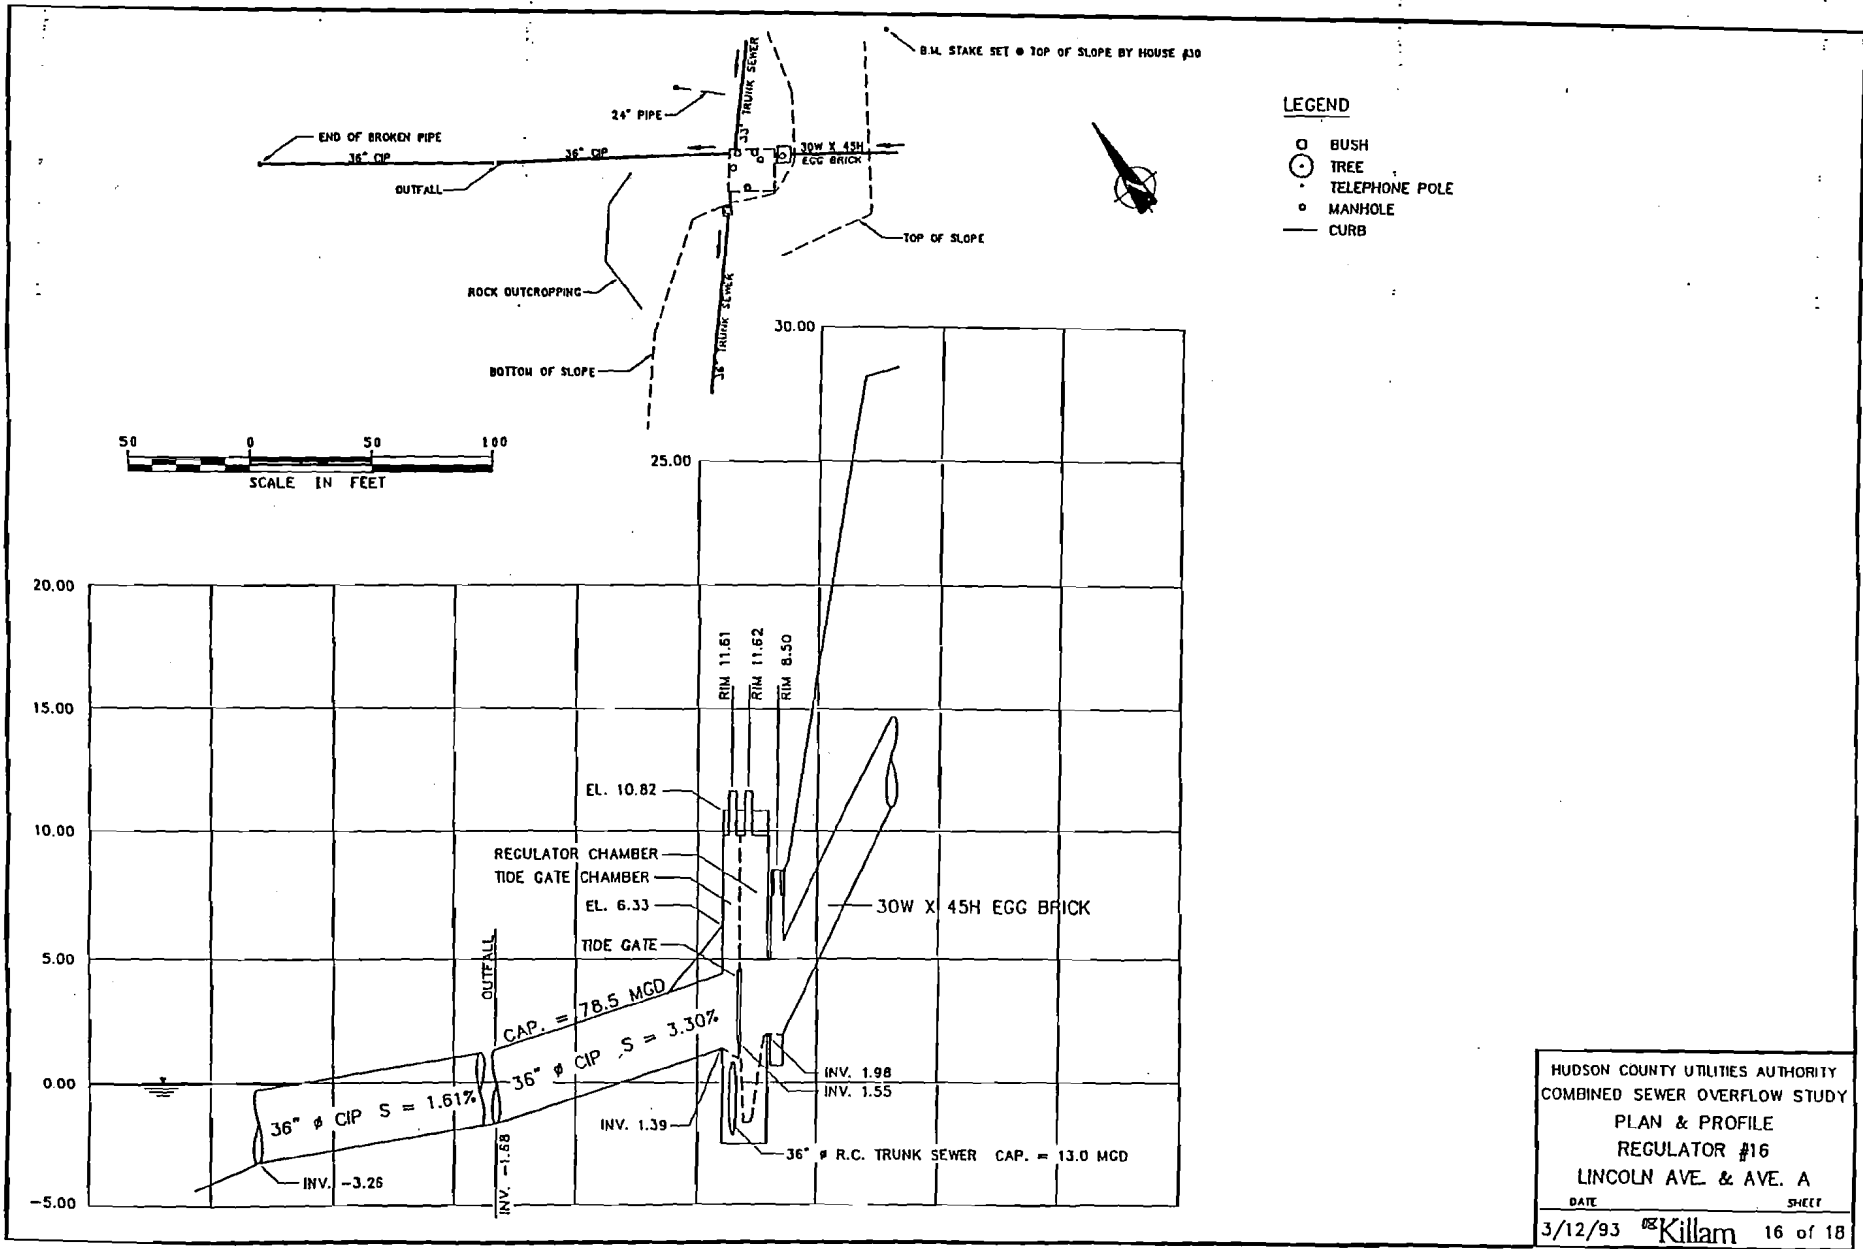 B.M. STAKE SET @ TOP OF SLOPE BY HOUSE #30
33" TRUNK SEWER
24" PIPE
END OF BROKEN PIPE
36" CIP
36" CIP
30W X 45H
EGG BRICK
OUTFALL
TOP OF SLOPE
ROCK OUTCROPPING
36" TRUNK SEWER
BOTTOM OF SLOPE
LEGEND
BUSH
TREE
TELEPHONE POLE
MANHOLE
CURB
50 0 50 100
SCALE IN FEET
30.00
25.00
20.00
15.00
10.00
5.00
0.00
-5.00
RIM 11.61
RIM 11.62
RIM 8.50
EL. 10.82
REGULATOR CHAMBER
TIDE GATE CHAMBER
EL. 6.33
TIDE GATE
30W X 45H EGG BRICK
OUTFALL
CAP. = 78.5 MGD
36" ø CIP S = 3.30%
36" ø CIP S = 1.61%
INV. 1.98
INV. 1.55
INV. 1.39
36" ø R.C. TRUNK SEWER CAP. = 13.0 MGD
INV. -3.26
INV. -1.68
HUDSON COUNTY UTILITIES AUTHORITY
COMBINED SEWER OVERFLOW STUDY
PLAN & PROFILE
REGULATOR #16
LINCOLN AVE. & AVE. A
DATE SHEET
3/12/93 Killam 16 of 18